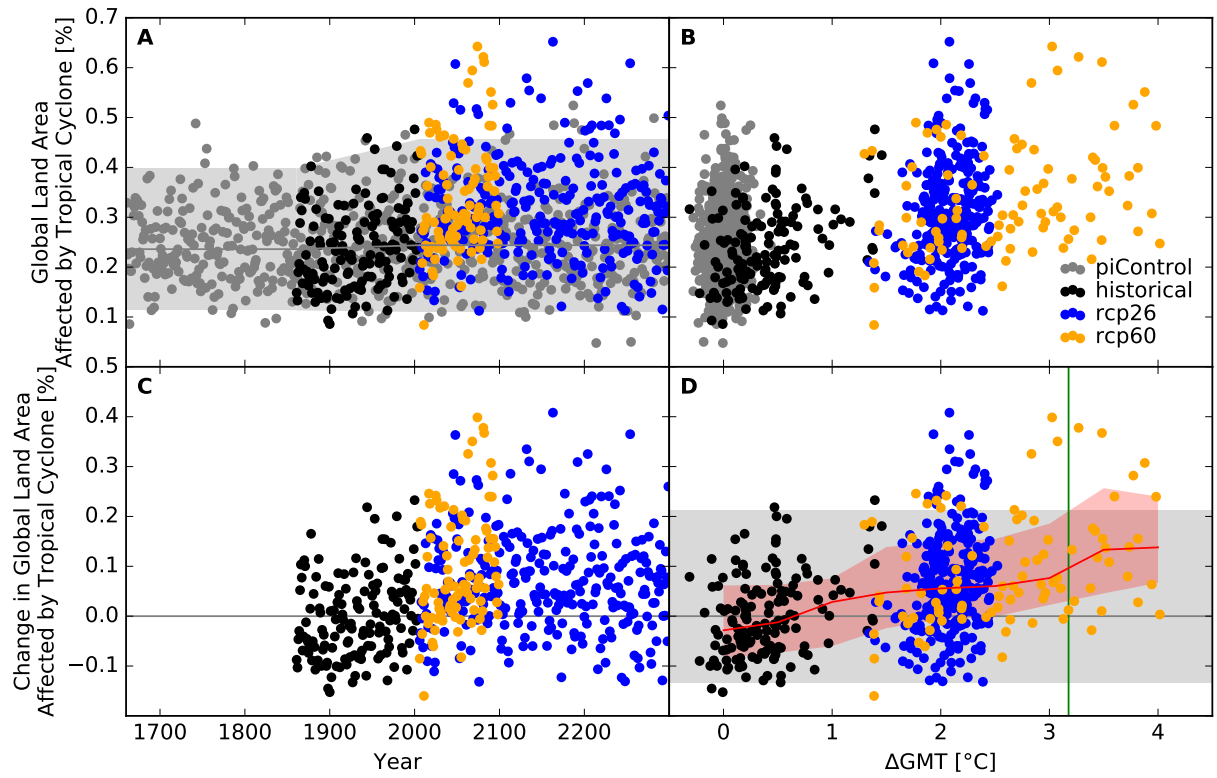 0.7
0.6
0.5
0.4
0.3
0.2
0.1
0.5
Global Land Area
Affected by Tropical Cyclone [%]
A
B
piControl
historical
rcp26
rcp60
0.4
0.3
0.2
0.1
0.0
−0.1
Change in Global Land Area
Affected by Tropical Cyclone [%]
C
D
1700 1800 1900 2000 2100 2200
Year
0 1 2 3 4
ΔGMT [°C]